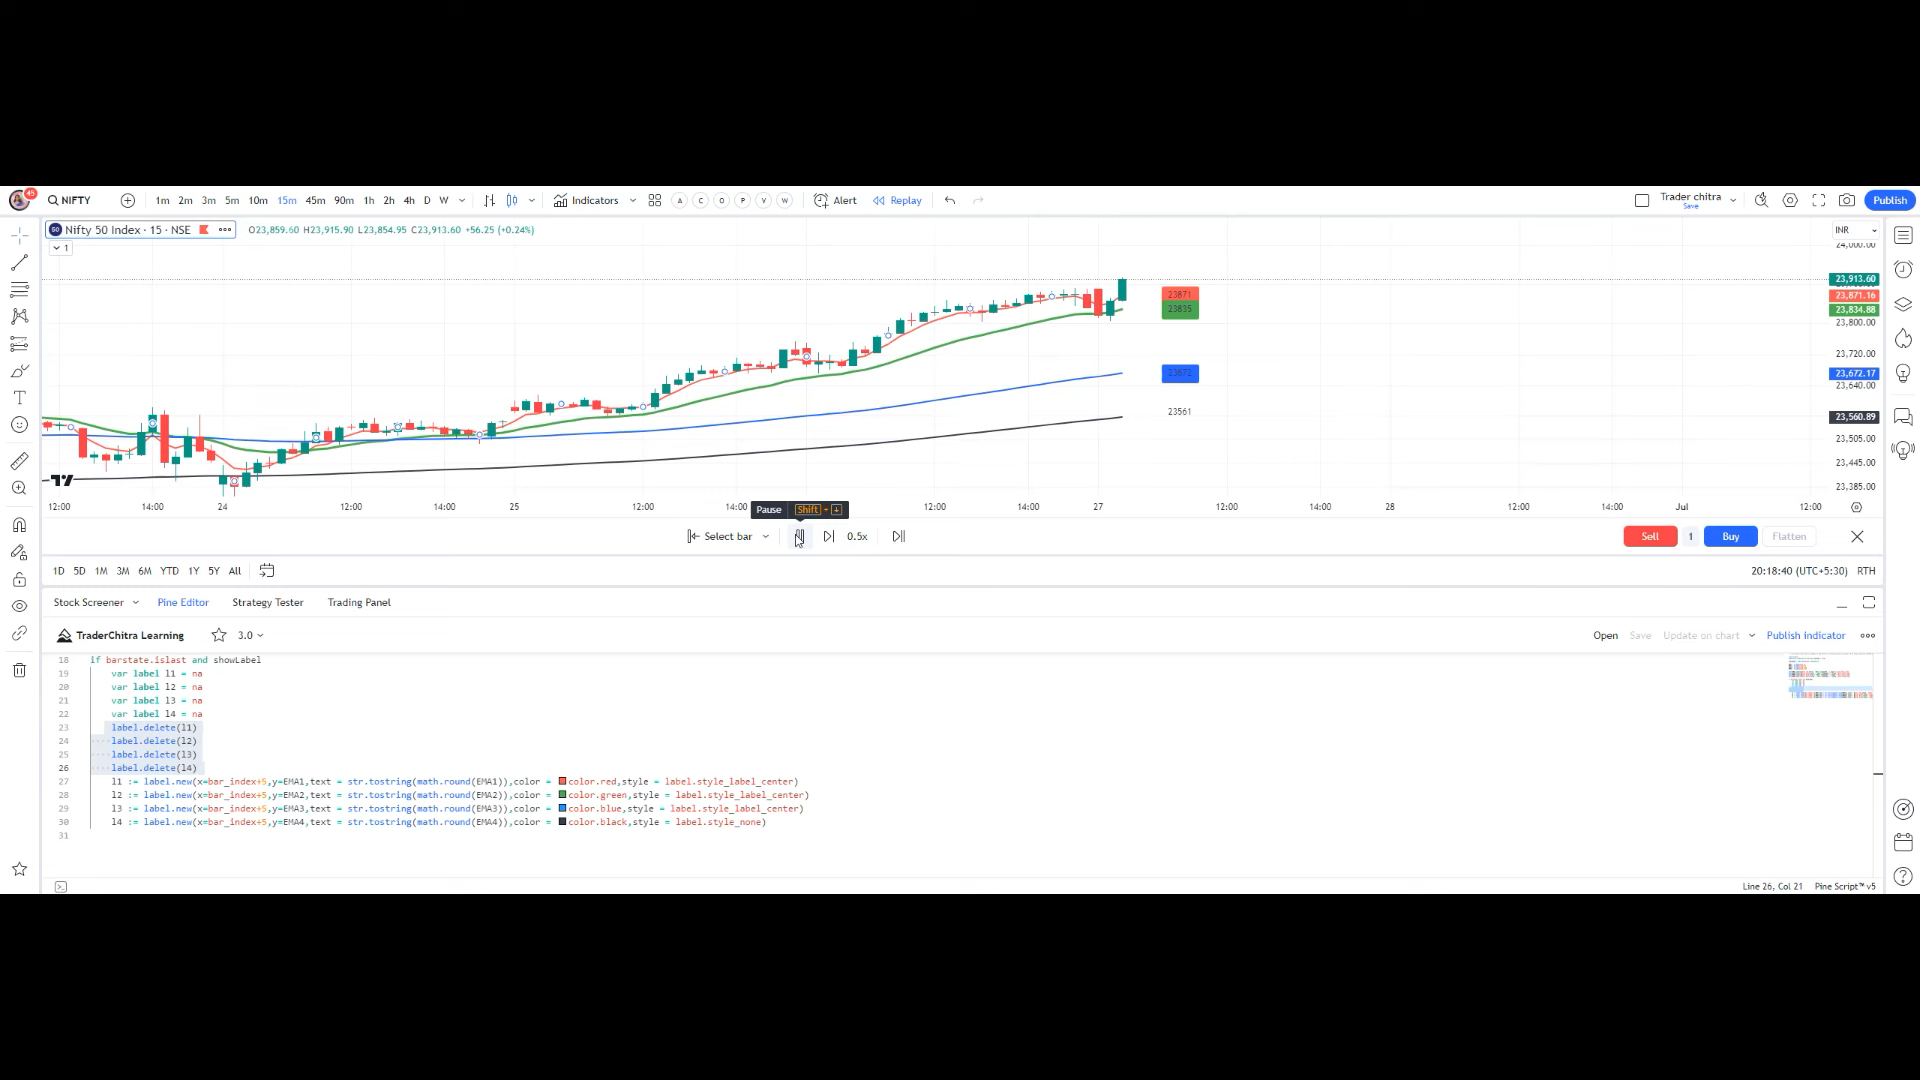 45
NIFTY
1m 2m 3m 5m 10m 15m 45m 90m 1h 2h 4h D W
Indicators
A C O P V W
Alert
Replay
Trader chitra
Save
Publish
50 Nifty 50 Index · 15 · NSE
O23,859.60 H23,915.90 L23,854.95 C23,913.60 +56.25 (+0.24%)
INR
1
24,000.00
23,913.60
23871
23,871.16
23835
23,834.88
23,800.00
23,720.00
23672
23,672.17
23,640.00
23561
23,560.89
23,505.00
23,445.00
23,385.00
12:00 14:00 24 12:00 14:00 25 12:00 14:00 12:00 14:00 27 12:00 14:00 28 12:00 14:00 Jul 12:00
Pause Shift + ↓
Select bar
0.5x
Sell 1 Buy Flatten
1D 5D 1M 3M 6M YTD 1Y 5Y All
20:18:40 (UTC+5:30) RTH
Stock Screener Pine Editor Strategy Tester Trading Panel
TraderChitra Learning 3.0
Open Save Update on chart Publish indicator
18 if barstate.islast and showLabel
19 var label l1 = na
20 var label l2 = na
21 var label l3 = na
22 var label l4 = na
23 label.delete(l1)
24 label.delete(l2)
25 label.delete(l3)
26 label.delete(l4)
27 l1 := label.new(x=bar_index+5,y=EMA1,text = str.tostring(math.round(EMA1)),color = color.red,style = label.style_label_center)
28 l2 := label.new(x=bar_index+5,y=EMA2,text = str.tostring(math.round(EMA2)),color = color.green,style = label.style_label_center)
29 l3 := label.new(x=bar_index+5,y=EMA3,text = str.tostring(math.round(EMA3)),color = color.blue,style = label.style_label_center)
30 l4 := label.new(x=bar_index+5,y=EMA4,text = str.tostring(math.round(EMA4)),color = color.black,style = label.style_none)
31
Line 26, Col 21 Pine Script™ v5